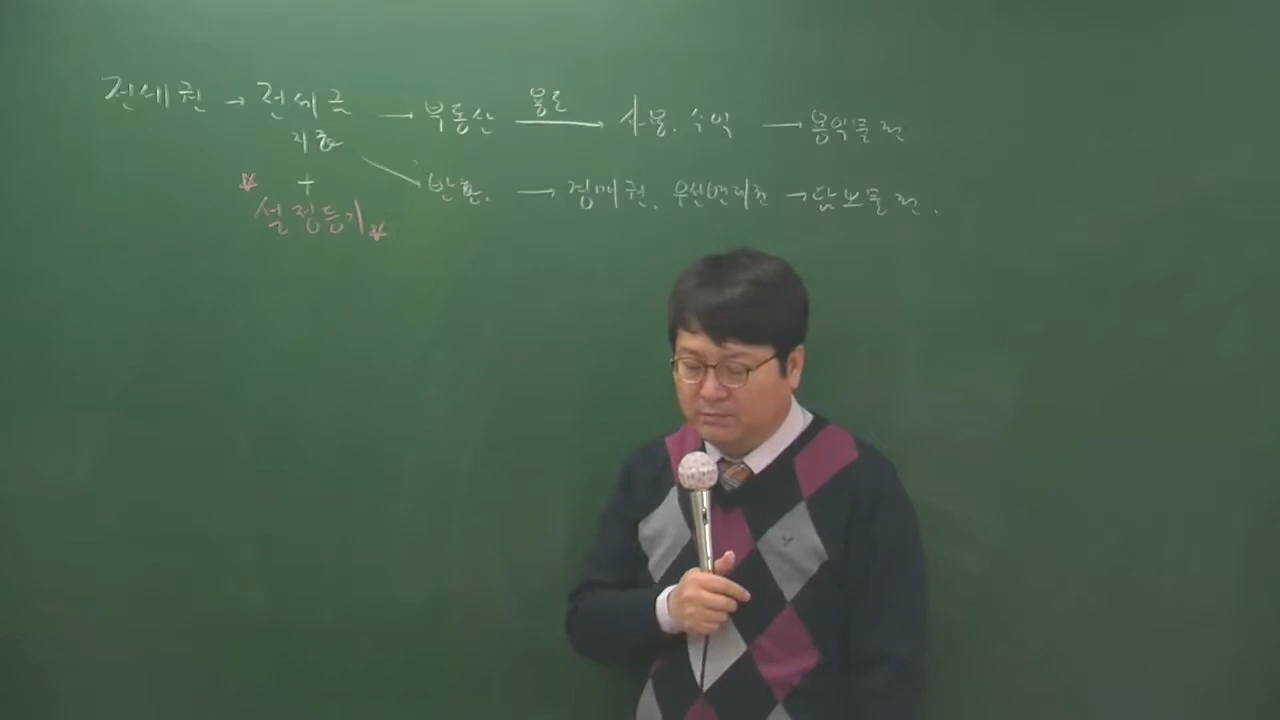 전세권 → 전세금 → 부동산 용도→ 사용. 수익 → 용익물권
지급
반환. → 경매권. 우선변제권 → 담보물권.
+
설정등기